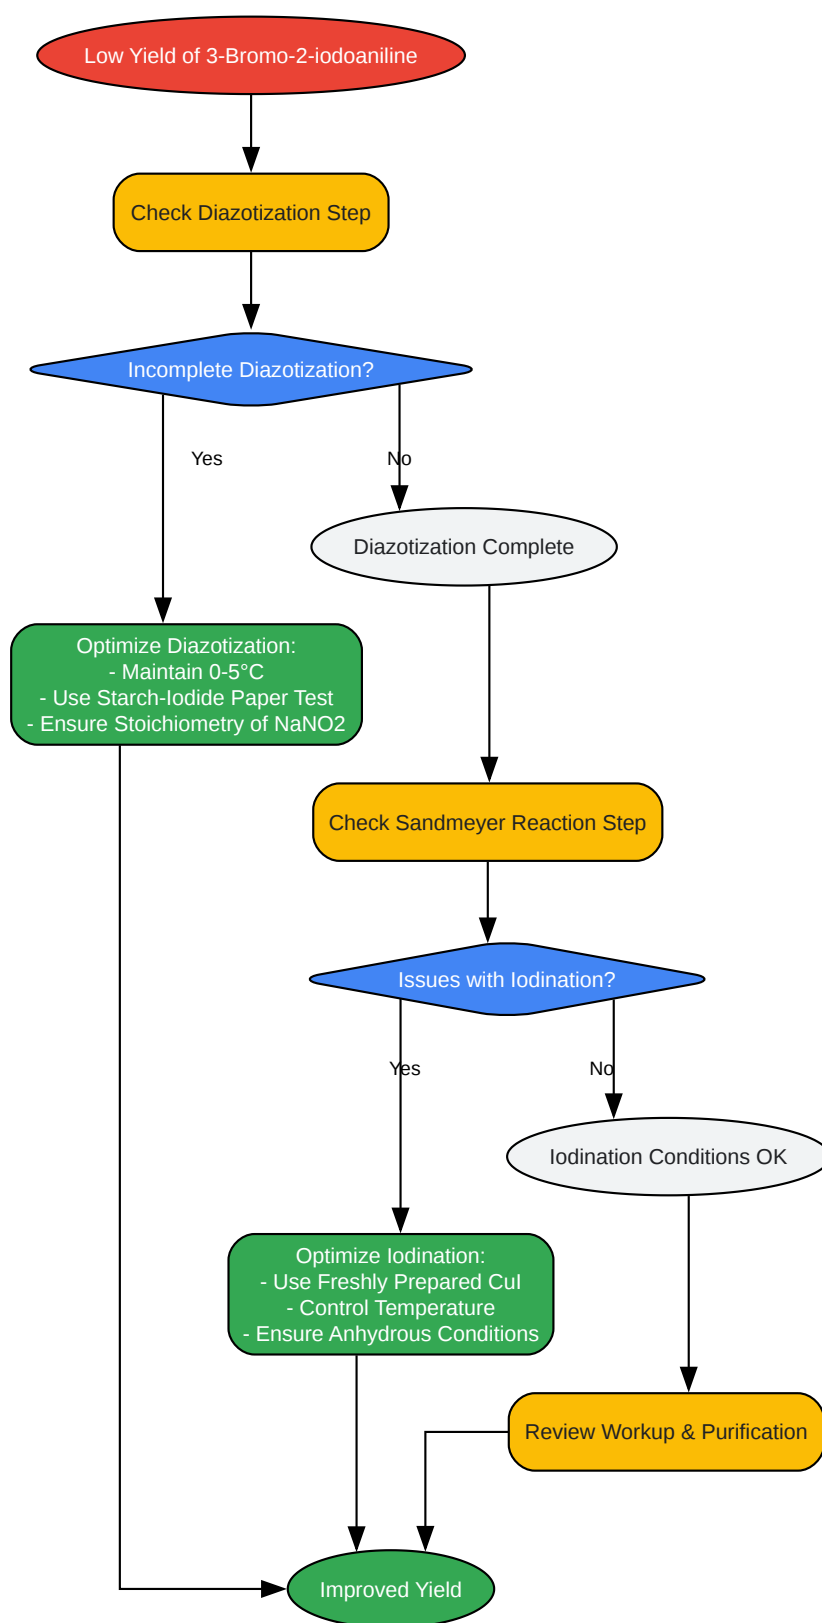 Low Yield of 3-Bromo-2-iodoaniline
Check Diazotization Step
Incomplete Diazotization?
Yes
No
Diazotization Complete
Optimize Diazotization:
- Maintain 0-5°C
- Use Starch-Iodide Paper Test
- Ensure Stoichiometry of NaNO2
Check Sandmeyer Reaction Step
Issues with Iodination?
Yes
No
Iodination Conditions OK
Optimize Iodination:
- Use Freshly Prepared CuI
- Control Temperature
- Ensure Anhydrous Conditions
Review Workup & Purification
Improved Yield